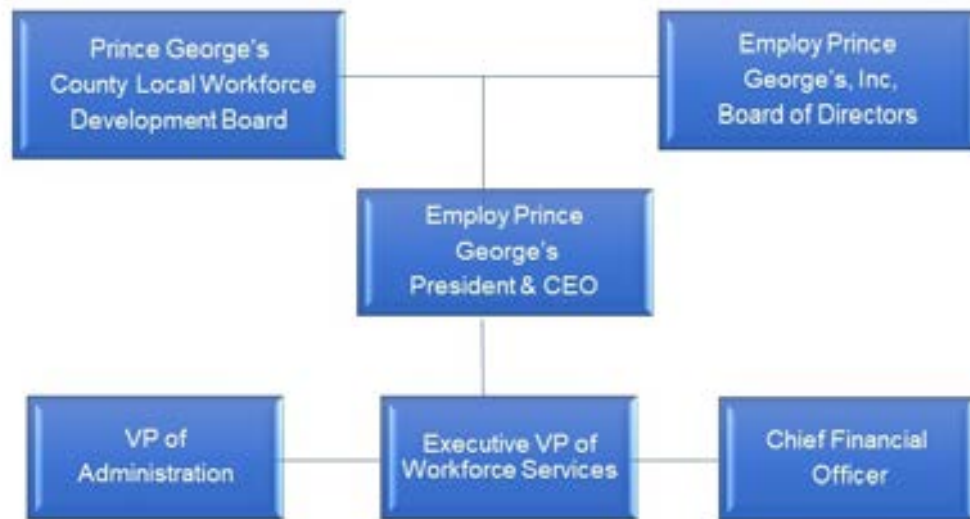 Prince George's
County Local Workforce
Development Board
Employ Prince
George's, Inc,
Board of Directors
Employ Prince
George's
President & CEO
VP of
Administration
Executive VP of
Workforce Services
Chief Financial
Officer